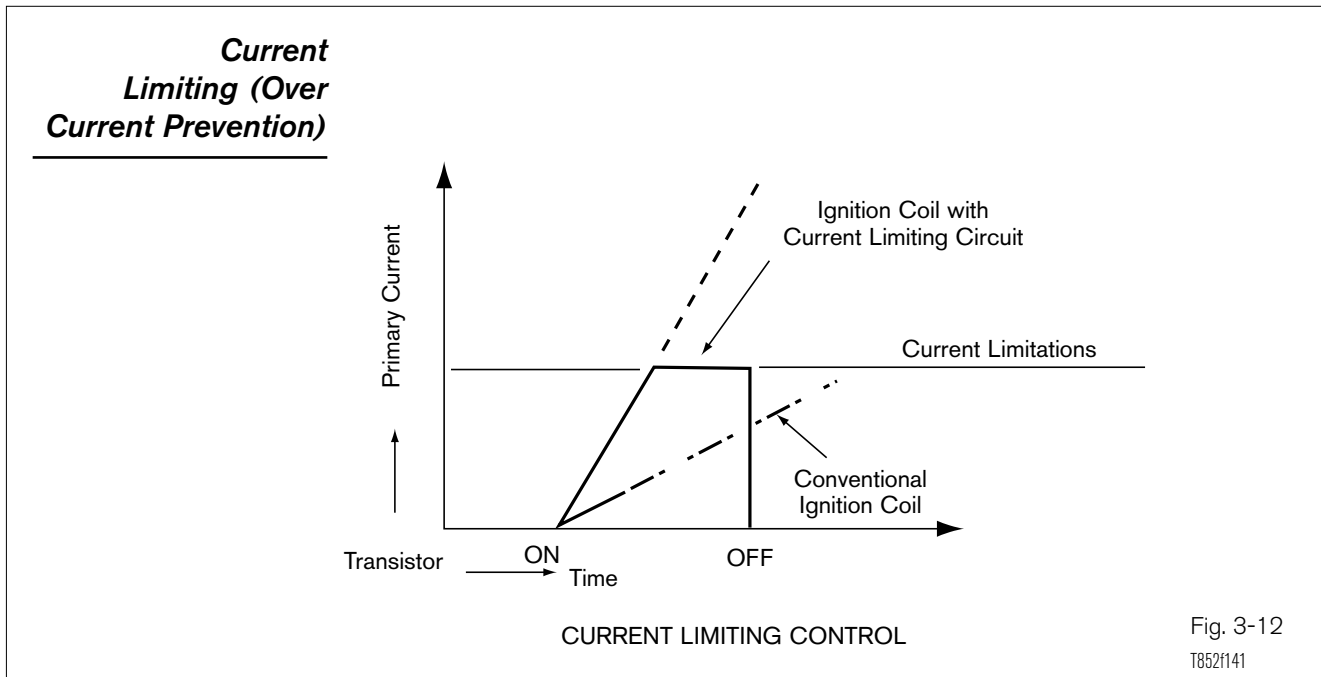 Current
Limiting (Over
Current Prevention)
Primary Current
Ignition Coil with
Current Limiting Circuit
Current Limitations
Conventional
Ignition Coil
Transistor
ON
Time
OFF
CURRENT LIMITING CONTROL
Fig. 3-12
T852f141